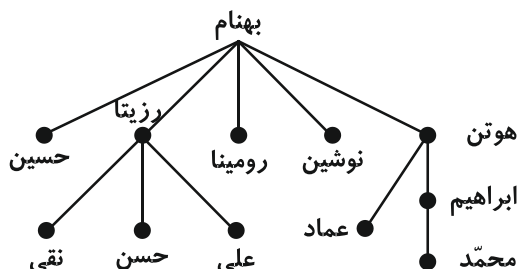 بهنام
رزیتا
هوتن
حسین
رومینا
نوشین
ابراهیم
عماد
نقی
حسن
علی
محمّد